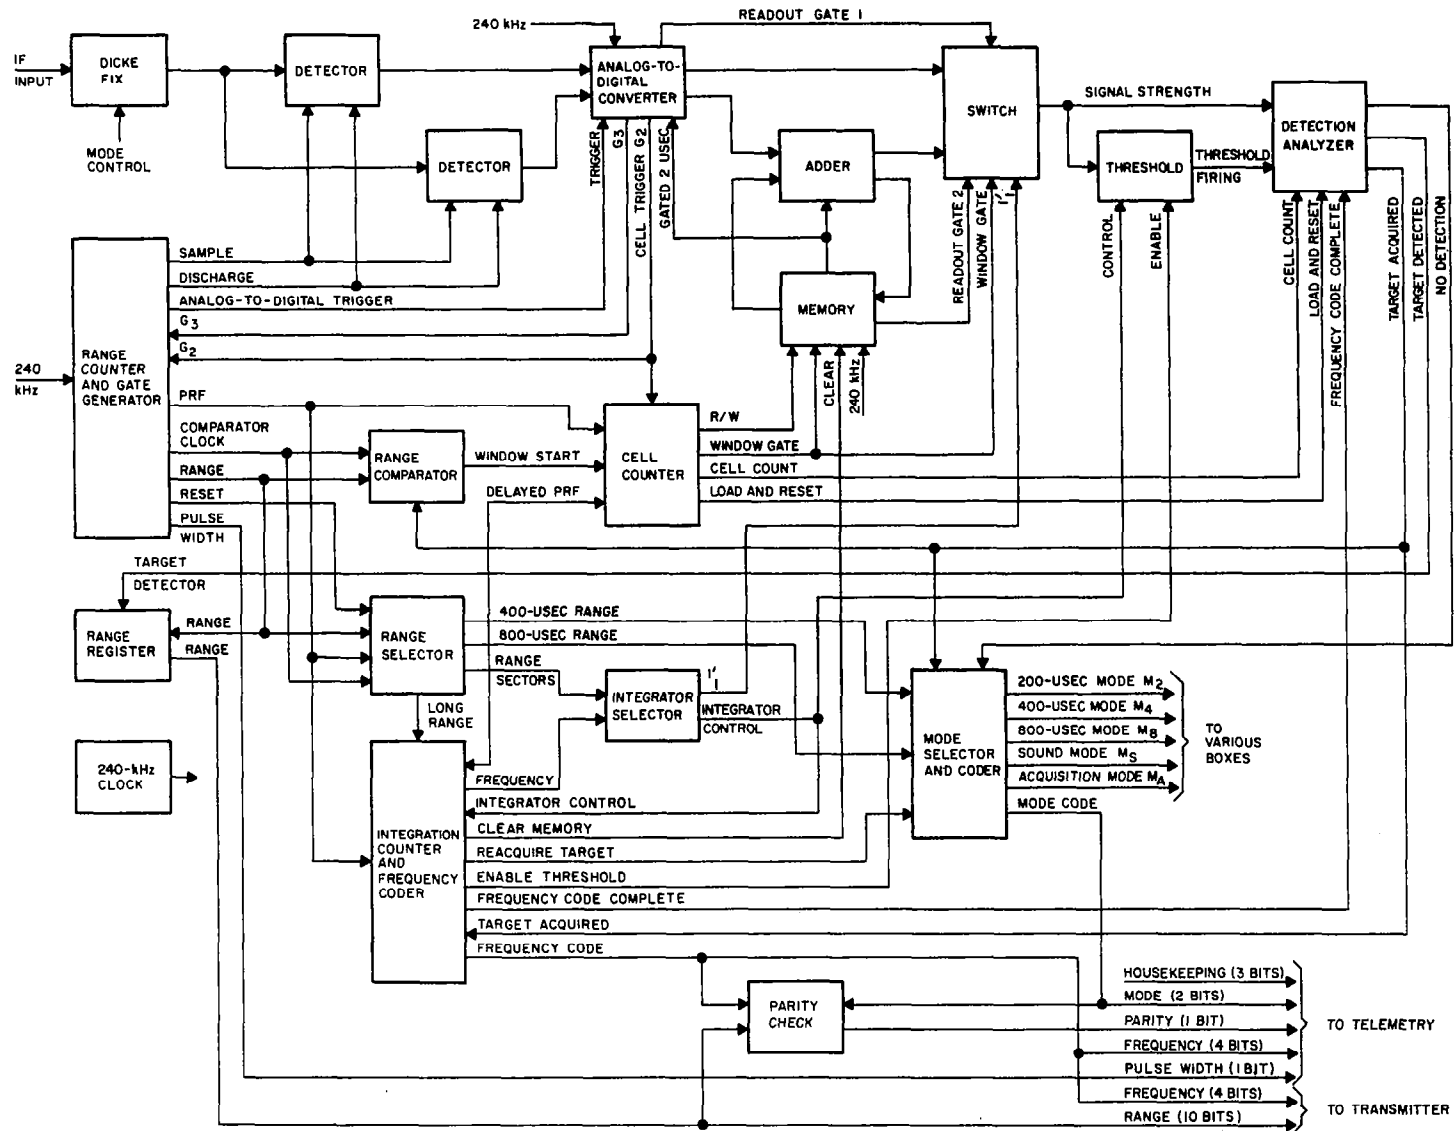 240 kHz
READOUT GATE 1
IF
INPUT
DICKE
FIX
MODE
CONTROL
DETECTOR
DETECTOR
ANALOG-TO-
DIGITAL
CONVERTER
TRIGGER
G3
CELL TRIGGER G2
GATED 2 USEC
ADDER
SWITCH
SIGNAL STRENGTH
THRESHOLD
THRESHOLD
FIRING
DETECTION
ANALYZER
MEMORY
READOUT GATE 2
WINDOW GATE
I'1
CONTROL
ENABLE
CELL COUNT
LOAD AND RESET
FREQUENCY CODE COMPLETE
TARGET ACQUIRED
TARGET DETECTED
NO DETECTION
CLEAR
240 kHz
240
kHz
RANGE
COUNTER
AND GATE
GENERATOR
SAMPLE
DISCHARGE
ANALOG-TO-DIGITAL TRIGGER
G3
G2
PRF
COMPARATOR
CLOCK
RANGE
RESET
PULSE
WIDTH
RANGE
COMPARATOR
WINDOW START
DELAYED PRF
CELL
COUNTER
R/W
WINDOW GATE
CELL COUNT
LOAD AND RESET
TARGET
DETECTOR
RANGE
REGISTER
RANGE
RANGE
RANGE
SELECTOR
400-USEC RANGE
800-USEC RANGE
RANGE
SECTORS
LONG
RANGE
INTEGRATOR
SELECTOR
I'1
INTEGRATOR
CONTROL
240-kHz
CLOCK
INTEGRATION
COUNTER
AND
FREQUENCY
CODER
FREQUENCY
INTEGRATOR CONTROL
CLEAR MEMORY
REACQUIRE TARGET
ENABLE THRESHOLD
FREQUENCY CODE COMPLETE
TARGET ACQUIRED
FREQUENCY CODE
MODE
SELECTOR
AND CODER
200-USEC MODE M2
400-USEC MODE M4
800-USEC MODE M8
SOUND MODE MS
ACQUISITION MODE MA
MODE CODE
TO
VARIOUS
BOXES
PARITY
CHECK
HOUSEKEEPING (3 BITS)
MODE (2 BITS)
PARITY (1 BIT)
FREQUENCY (4 BITS)
PULSE WIDTH (1 BIT)
TO TELEMETRY
FREQUENCY (4 BITS)
RANGE (10 BITS)
TO TRANSMITTER